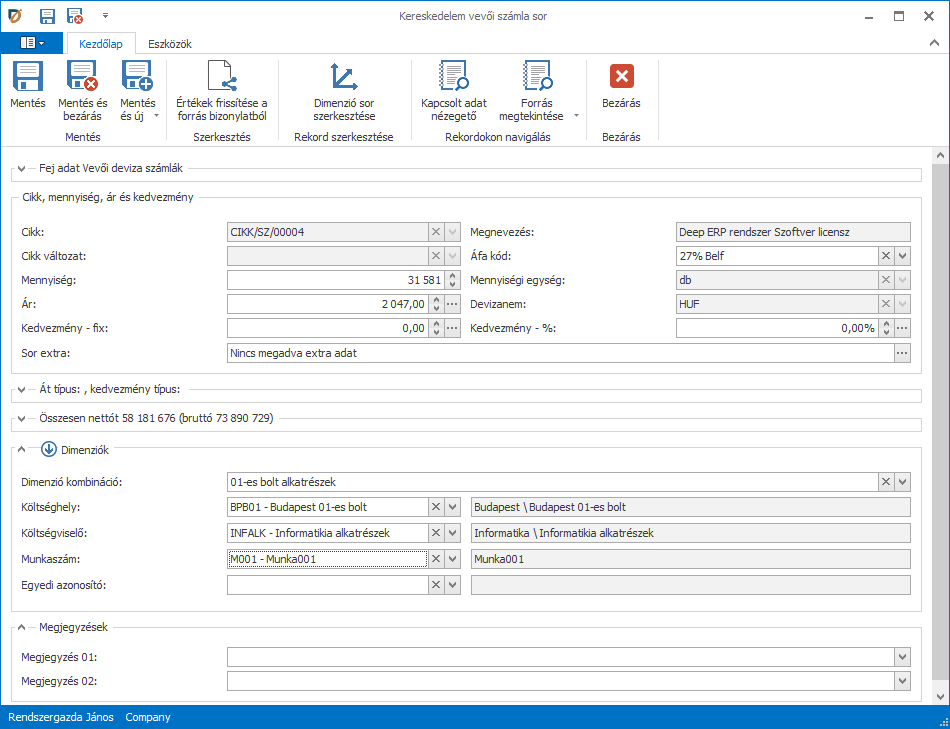 Kereskedelem vevői számla sor
Kezdőlap Eszközök
Mentés
Mentés és bezárás
Mentés és új
Értékek frissítése a forrás bizonylatból
Dimenzió sor szerkesztése
Kapcsolt adat nézegető
Forrás megtekintése
Bezárás
Mentés Szerkesztés Rekord szerkesztése Rekordokon navigálás Bezárás
Fej adat Vevői deviza számlák
Cikk, mennyiség, ár és kedvezmény
Cikk: CIKK/SZ/00004 Megnevezés: Deep ERP rendszer Szoftver licensz
Cikk változat: Áfa kód: 27% Belf
Mennyiség: 31 581 Mennyiségi egység: db
Ár: 2 047,00 Devizanem: HUF
Kedvezmény - fix: 0,00 Kedvezmény - %: 0,00%
Sor extra: Nincs megadva extra adat
Át típus: , kedvezmény típus:
Összesen nettót 58 181 676 (bruttó 73 890 729)
Dimenziók
Dimenzió kombináció: 01-es bolt alkatrészek
Költséghely: BPB01 - Budapest 01-es bolt Budapest \ Budapest 01-es bolt
Költségviselő: INFALK - Informatikia alkatrészek Informatika \ Informatikia alkatrészek
Munkaszám: M001 - Munka001 Munka001
Egyedi azonosító:
Megjegyzések
Megjegyzés 01:
Megjegyzés 02:
Rendszergazda János Company